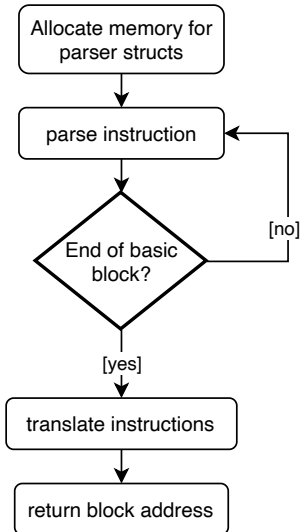 Allocate memory for
parser structs
parse instruction
[no]
End of basic
block?
[yes]
translate instructions
return block address